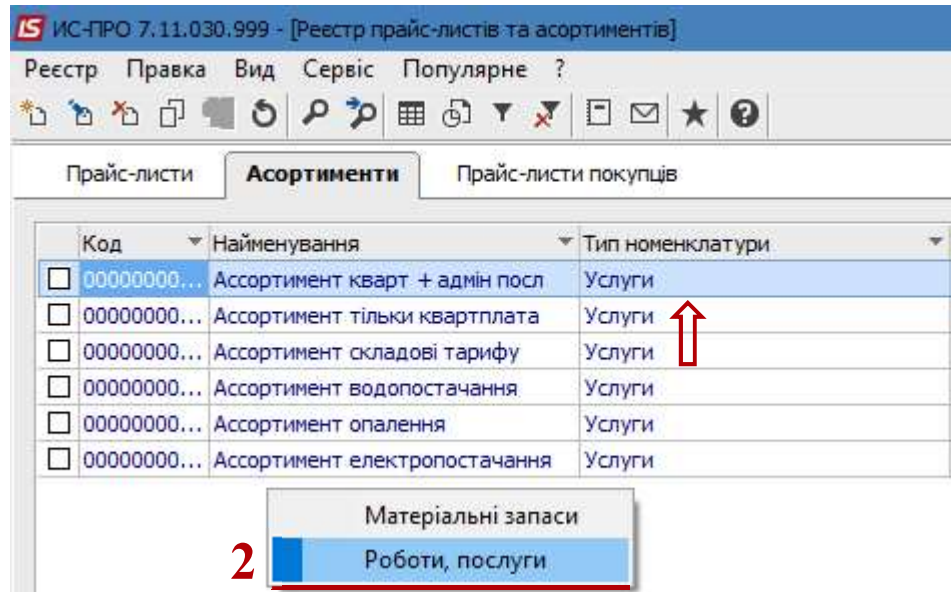 IS ИС-ПРО 7.11.030.999 - [Реєстр прайс-листів та асортиментів]
Реєстр Правка Вид Сервіс Популярне ?
Прайс-листи Асортименти Прайс-листи покупців
Код Найменування Тип номенклатури
00000000... Ассортимент кварт + адмін посл Услуги
00000000... Ассортимент тільки квартплата Услуги
00000000... Ассортимент складові тарифу Услуги
00000000... Ассортимент водопостачання Услуги
00000000... Ассортимент опалення Услуги
00000000... Ассортимент електропостачання Услуги
Матеріальні запаси
2 Роботи, послуги